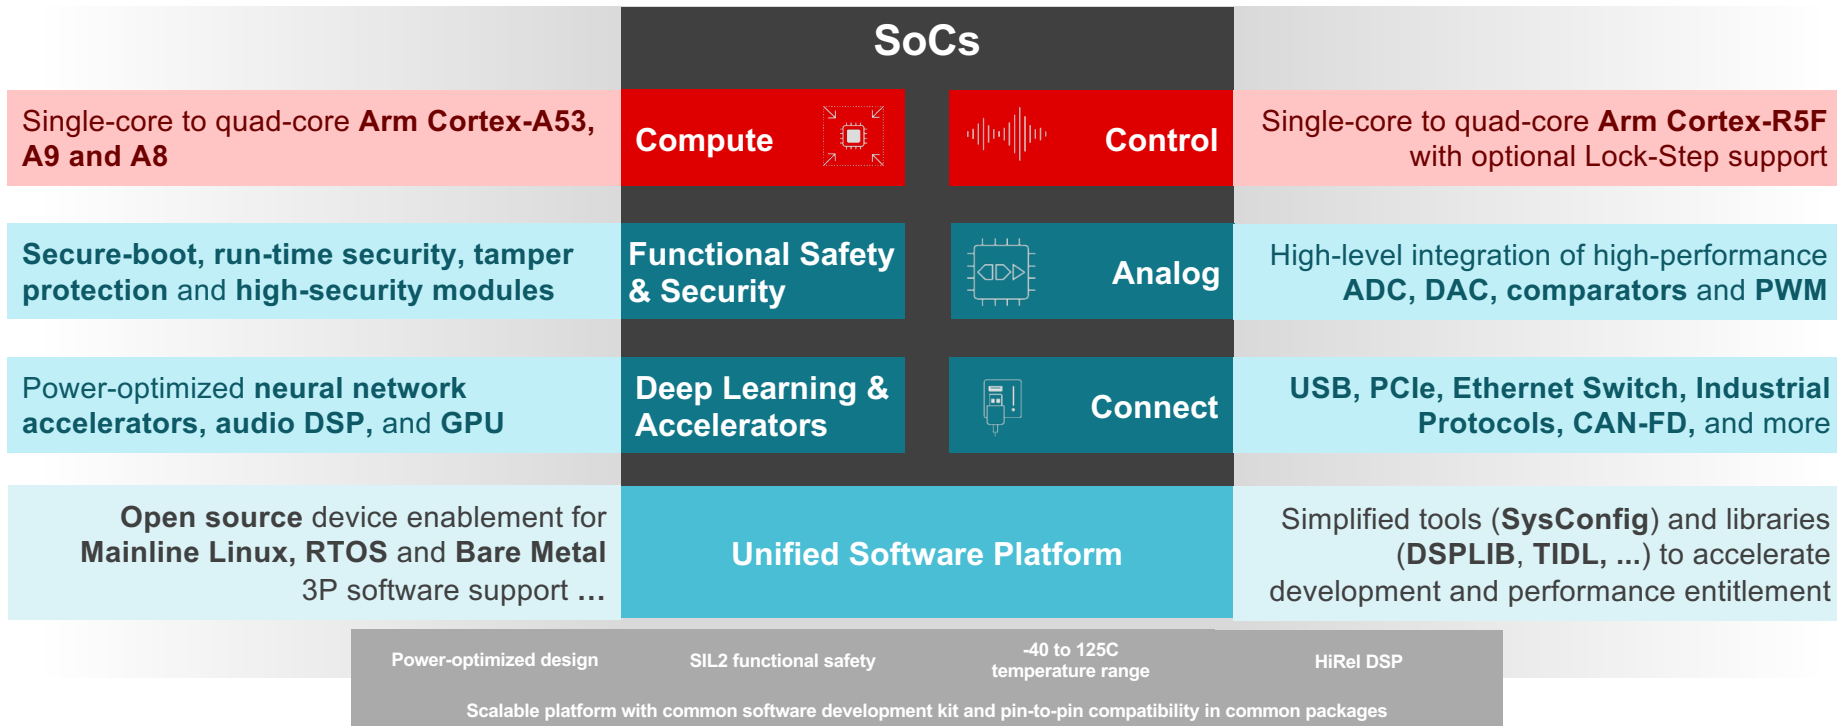 SoCs
Single-core to quad-core Arm Cortex-A53,
A9 and A8
Compute
Control
Single-core to quad-core Arm Cortex-R5F
with optional Lock-Step support
Secure-boot, run-time security, tamper
protection and high-security modules
Functional Safety
& Security
Analog
High-level integration of high-performance
ADC, DAC, comparators and PWM
Power-optimized neural network
accelerators, audio DSP, and GPU
Deep Learning &
Accelerators
Connect
USB, PCIe, Ethernet Switch, Industrial
Protocols, CAN-FD, and more
Open source device enablement for
Mainline Linux, RTOS and Bare Metal
3P software support ...
Unified Software Platform
Simplified tools (SysConfig) and libraries
(DSPLIB, TIDL, ...) to accelerate
development and performance entitlement
Power-optimized design
SIL2 functional safety
-40 to 125C
temperature range
HiRel DSP
Scalable platform with common software development kit and pin-to-pin compatibility in common packages